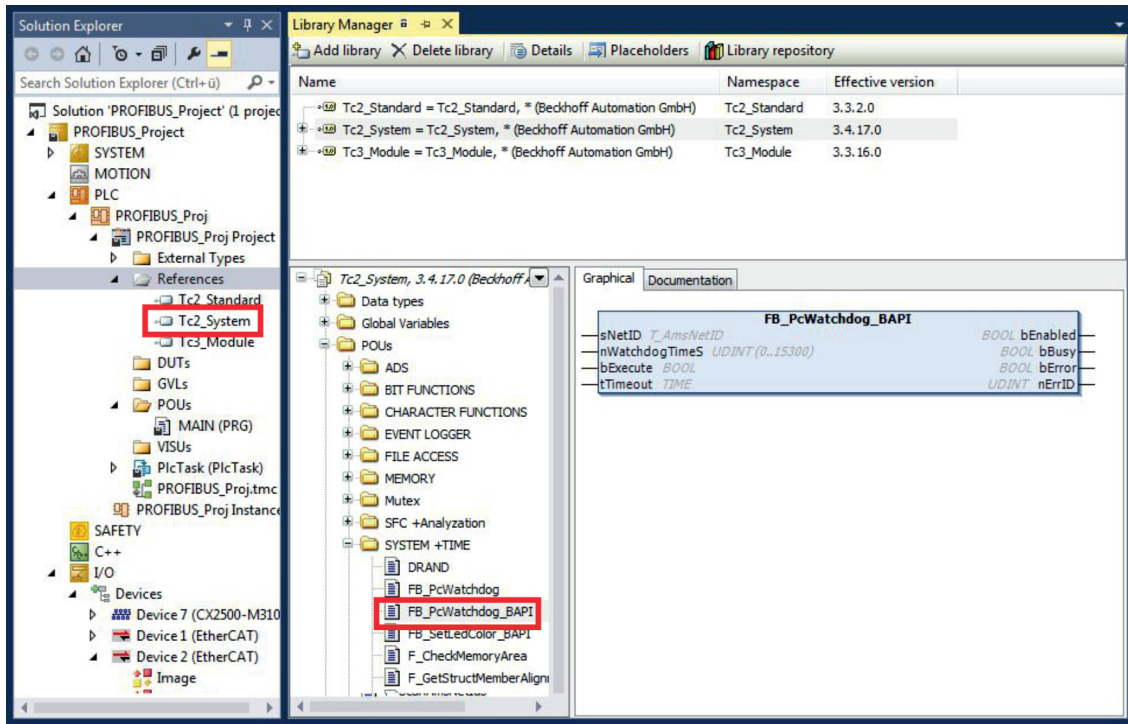 Solution Explorer
Search Solution Explorer (Ctrl+ü)
Solution 'PROFIBUS_Project' (1 projec
PROFIBUS_Project
SYSTEM
MOTION
PLC
PROFIBUS_Proj
PROFIBUS_Proj Project
External Types
References
Tc2_Standard
Tc2_System
Tc3_Module
DUTs
GVLs
POUs
MAIN (PRG)
VISUs
PlcTask (PlcTask)
PROFIBUS_Proj.tmc
PROFIBUS_Proj Instance
SAFETY
C++
I/O
Devices
Device 7 (CX2500-M310
Device 1 (EtherCAT)
Device 2 (EtherCAT)
Image
Library Manager
Add library Delete library Details Placeholders Library repository
Name Namespace Effective version
Tc2_Standard = Tc2_Standard, * (Beckhoff Automation GmbH) Tc2_Standard 3.3.2.0
Tc2_System = Tc2_System, * (Beckhoff Automation GmbH) Tc2_System 3.4.17.0
Tc3_Module = Tc3_Module, * (Beckhoff Automation GmbH) Tc3_Module 3.3.16.0
Tc2_System, 3.4.17.0 (Beckhoff A
Data types
Global Variables
POUs
ADS
BIT FUNCTIONS
CHARACTER FUNCTIONS
EVENT LOGGER
FILE ACCESS
MEMORY
Mutex
SFC +Analyzation
SYSTEM +TIME
DRAND
FB_PcWatchdog
FB_PcWatchdog_BAPI
FB_SetLedColor_BAPI
F_CheckMemoryArea
F_GetStructMemberAlign
Graphical Documentation
FB_PcWatchdog_BAPI
sNetID T_AmsNetID BOOL bEnabled
nWatchdogTimeS UDINT (0..15300) BOOL bBusy
bExecute BOOL BOOL bError
tTimeout TIME UDINT nErrID